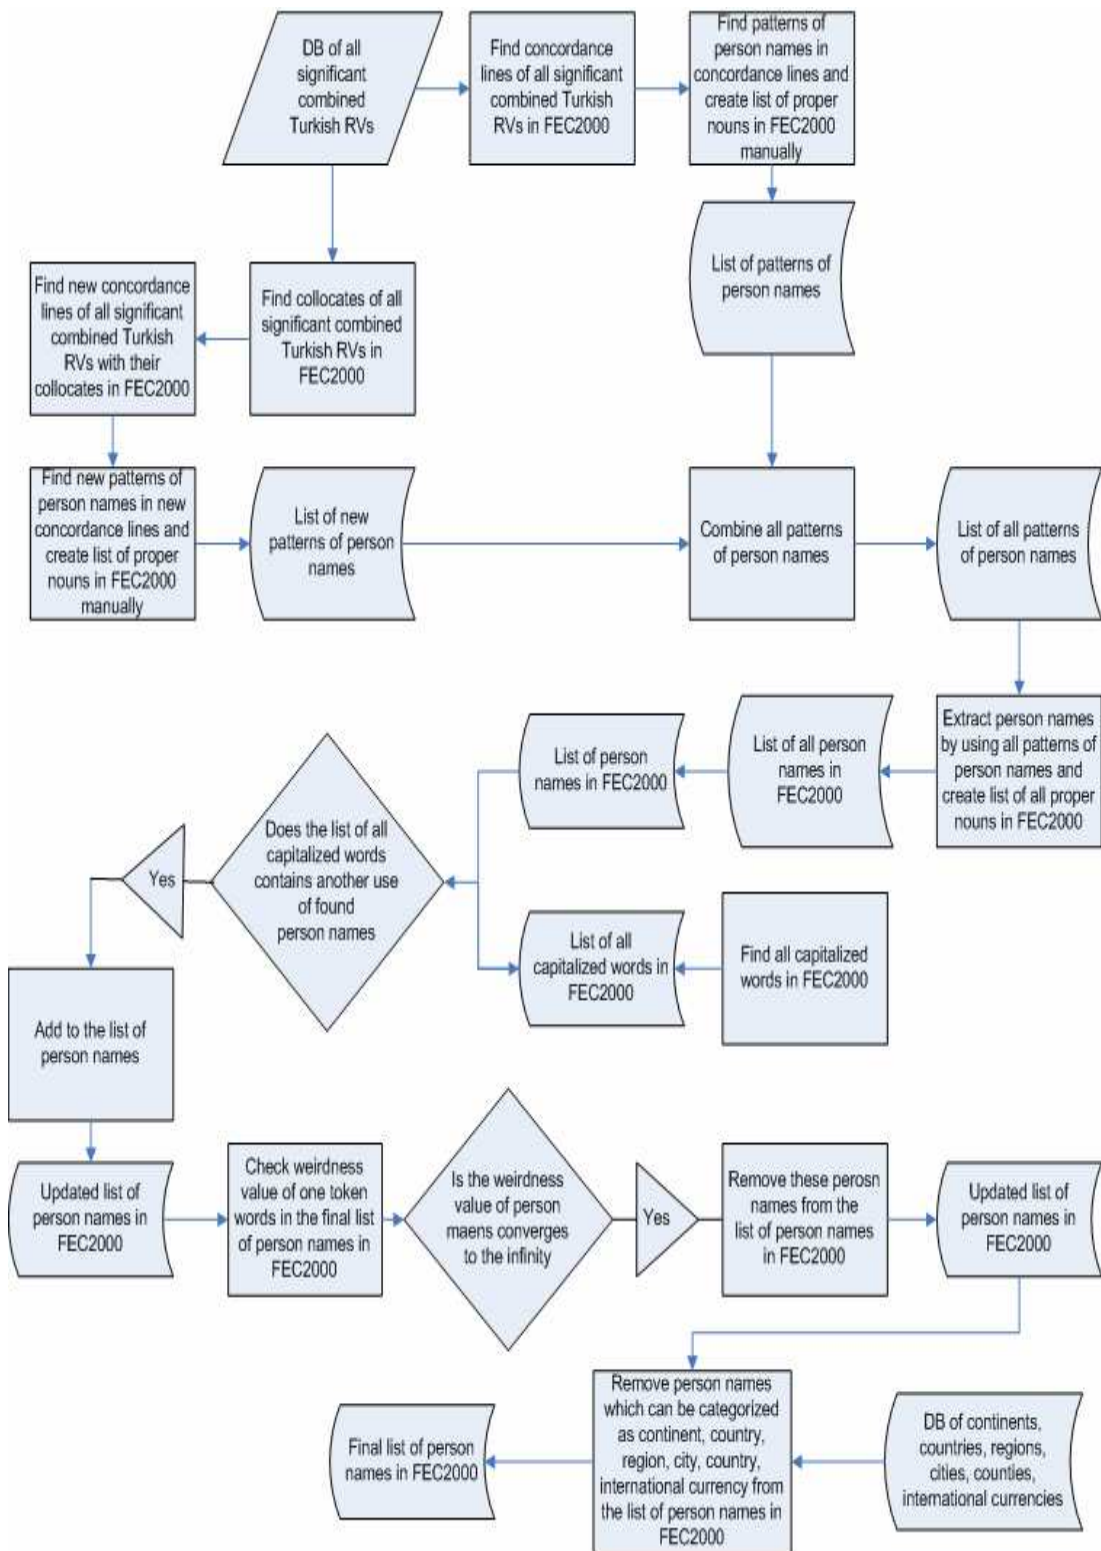 DB of all
significant
combined
Turkish RVs
Find concordance
lines of all significant
combined Turkish
RVs in FEC2000
Find patterns of
person names in
concordance lines and
create list of proper
nouns in FEC2000
manually
List of patterns of
person names
Find new concordance
lines of all significant
combined Turkish
RVs with their
collocates in FEC2000
Find collocates of all
significant combined
Turkish RVs in
FEC2000
Find new patterns of
person names in new
concordance lines and
create list of proper
nouns in FEC2000
manually
List of new
patterns of person
names
Combine all patterns
of person names
List of all patterns
of person names
Extract person names
by using all patterns of
person names and
create list of all proper
nouns in FEC2000
List of all person
names in
FEC2000
List of person
names in FEC2000
Does the list of all
capitalized words
contains another use
of found
person names
Yes
List of all
capitalized words in
FEC2000
Find all capitalized
words in FEC2000
Add to the list of
person names
Updated list of
person names in
FEC2000
Check weirdness
value of one token
words in the final list
of person names in
FEC2000
Is the weirdness
value of person
maens converges
to the infinity
Yes
Remove these perosn
names from the
list of person names
in FEC2000
Updated list of
person names in
FEC2000
Remove person names
which can be categorized
as continent, country,
region, city, country,
international currency from
the list of person names in
FEC2000
DB of continents,
countries, regions,
cities, counties,
international currencies
Final list of person
names in FEC2000